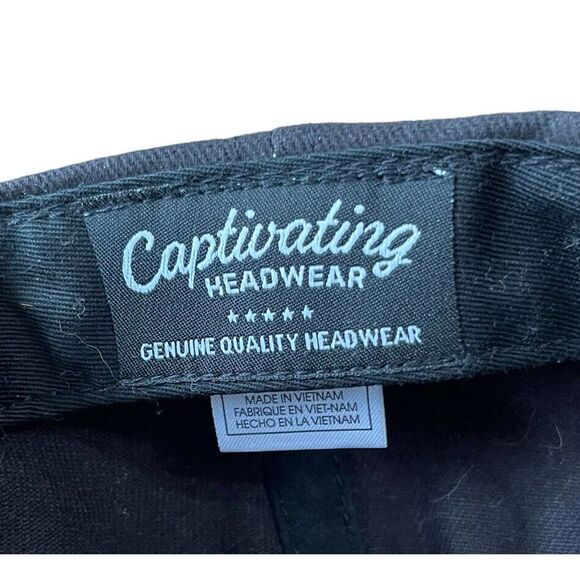 Captivating
HEADWEAR
★★★★★
GENUINE QUALITY HEADWEAR
MADE IN VIETNAM
FABRIQUE EN VIET-NAM
HECHO EN LA VIETNAM